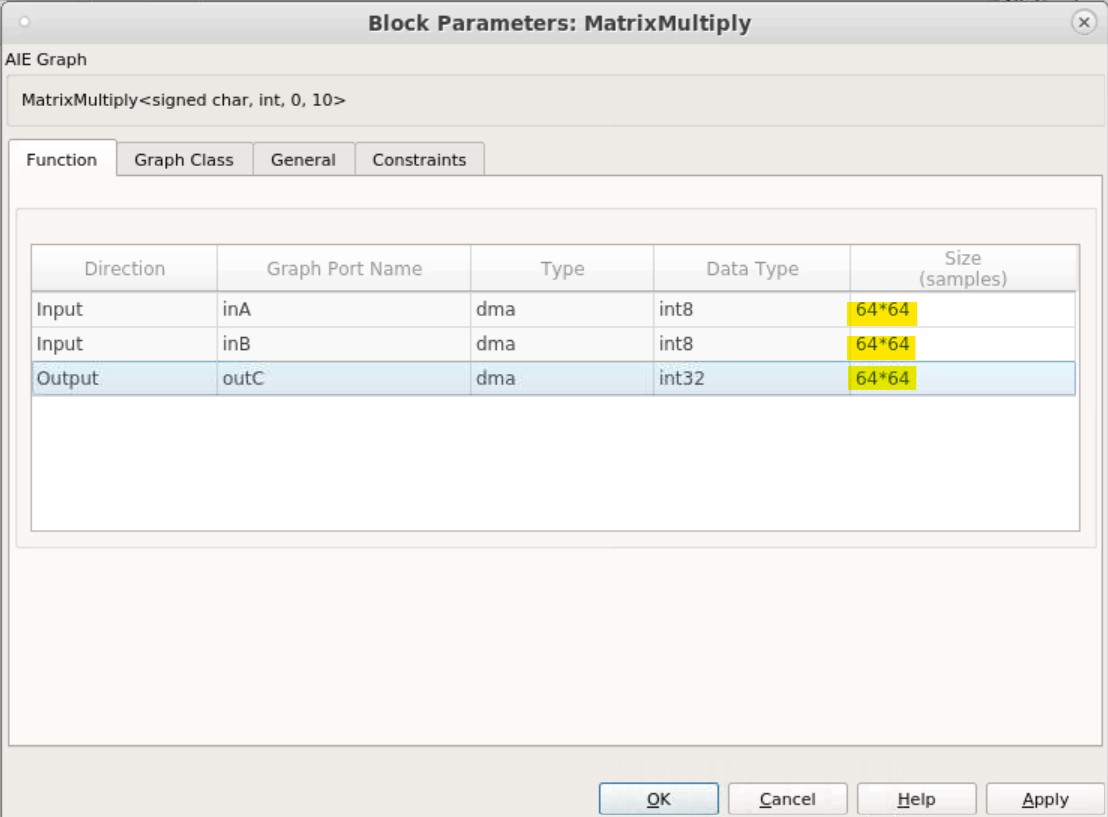 Block Parameters: MatrixMultiply
AIE Graph
MatrixMultiply<signed char, int, 0, 10>
Function Graph Class General Constraints
Direction Graph Port Name Type Data Type Size (samples)
Input inA dma int8 64*64
Input inB dma int8 64*64
Output outC dma int32 64*64
OK Cancel Help Apply